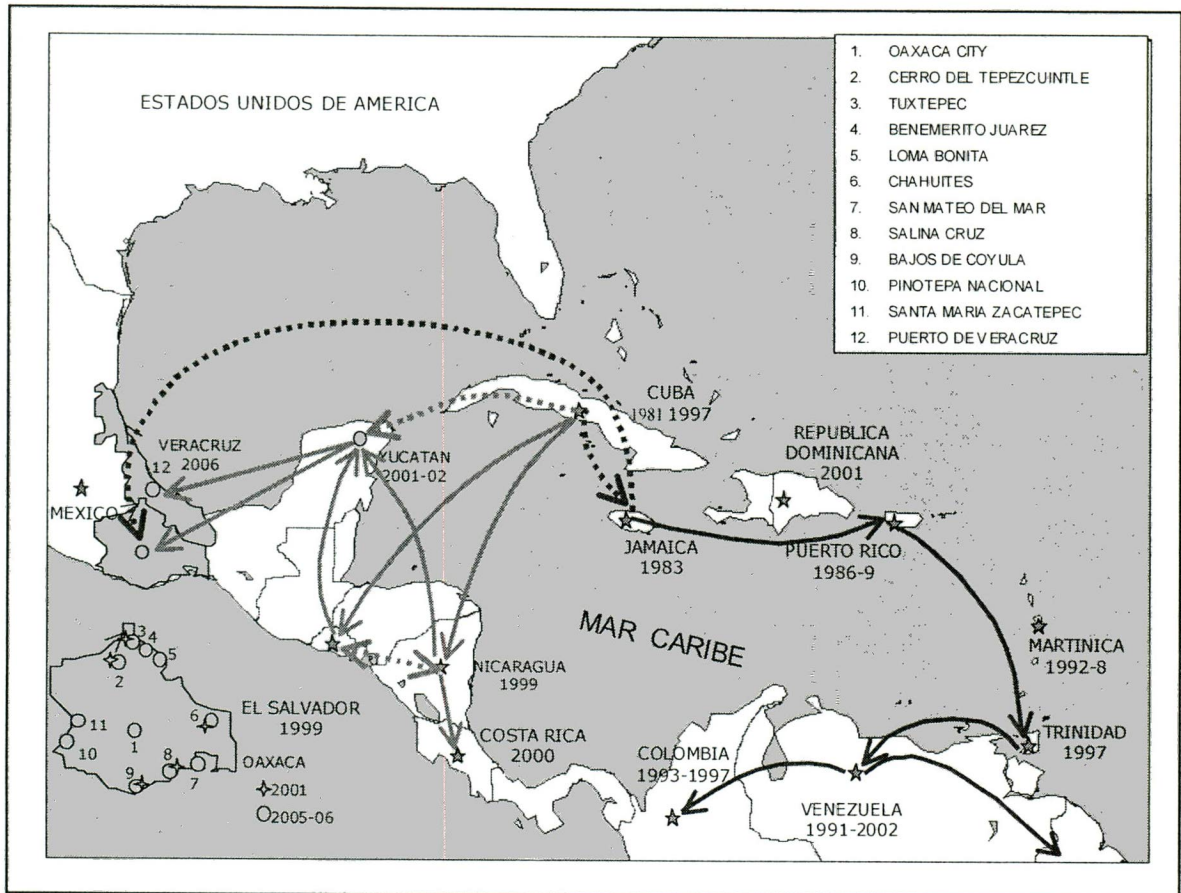 ESTADOS UNIDOS DE AMERICA
1. OAXACA CITY
2. CERRO DEL TEPEZCUINTLE
3. TUXTEPEC
4. BENEMERITO JUAREZ
5. LOMA BONITA
6. CHAHUITES
7. SAN MATEO DEL MAR
8. SALINA CRUZ
9. BAJOS DE COYULA
10. PINOTEPA NACIONAL
11. SANTA MARIA ZACATEPEC
12. PUERTO DE VERACRUZ
CUBA
1981 1997
REPUBLICA
DOMINICANA
2001
VERACRUZ
2006
12
YUCATAN
2001-02
MEXICO
JAMAICA
1983
PUERTO RICO
1986-9
MAR CARIBE
MARTINICA
1992-8
NICARAGUA
1999
EL SALVADOR
1999
COSTA RICA
2000
COLOMBIA
1993-1997
TRINIDAD
1997
VENEZUELA
1991-2002
3
4
5
2
11
10
1
6
8
7
9
OAXACA
2001
2005-06